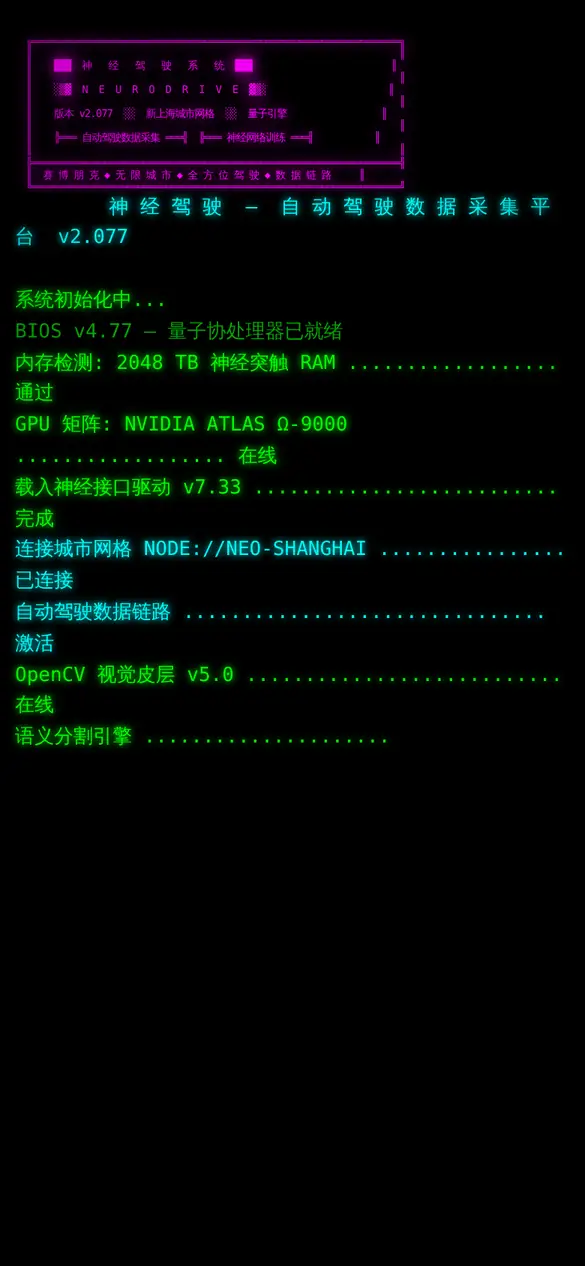 神 经 驾 驶 系 统
N E U R O D R I V E
版本 v2.077 ░░ 新上海城市网格 ░░ 量子引擎
╠═══ 自动驾驶数据采集 ═══╣ ╠═══ 神经网络训练 ═══╣
赛博朋克◆无限城市◆全方位驾驶◆数据链路
神 经 驾 驶 — 自 动 驾 驶 数 据 采 集 平
台 v2.077
系统初始化中...
BIOS v4.77 — 量子协处理器已就绪
内存检测: 2048 TB 神经突触 RAM ..................
通过
GPU 矩阵: NVIDIA ATLAS Ω-9000
.................. 在线
载入神经接口驱动 v7.33 ..........................
完成
连接城市网格 NODE://NEO-SHANGHAI ................
已连接
自动驾驶数据链路 ...............................
激活
OpenCV 视觉皮层 v5.0 ...........................
在线
语义分割引擎 .....................